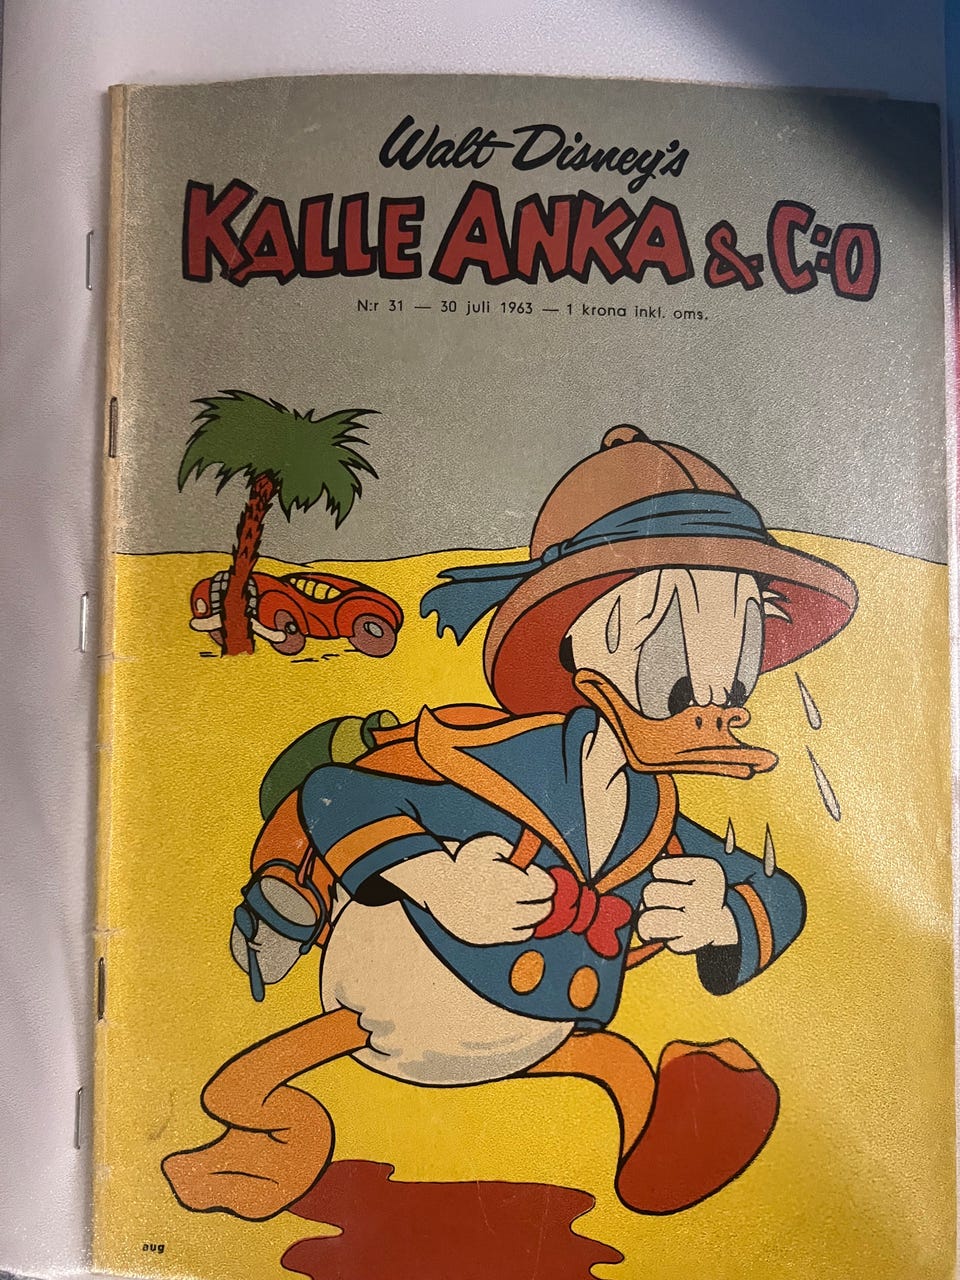 Walt Disney's
KALLE ANKA & C:O
N:r 31 — 30 juli 1963 — 1 krona inkl. oms.
aug